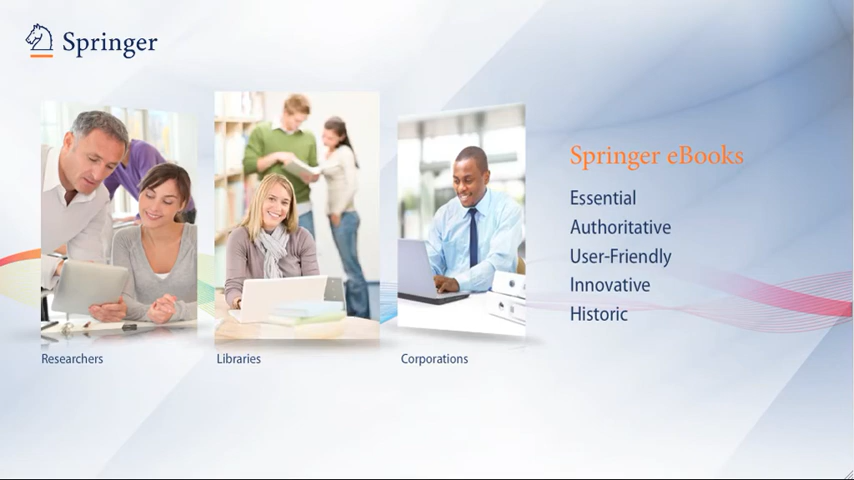 Springer
Springer eBooks
Essential
Authoritative
User-Friendly
Innovative
Historic
Researchers
Libraries
Corporations